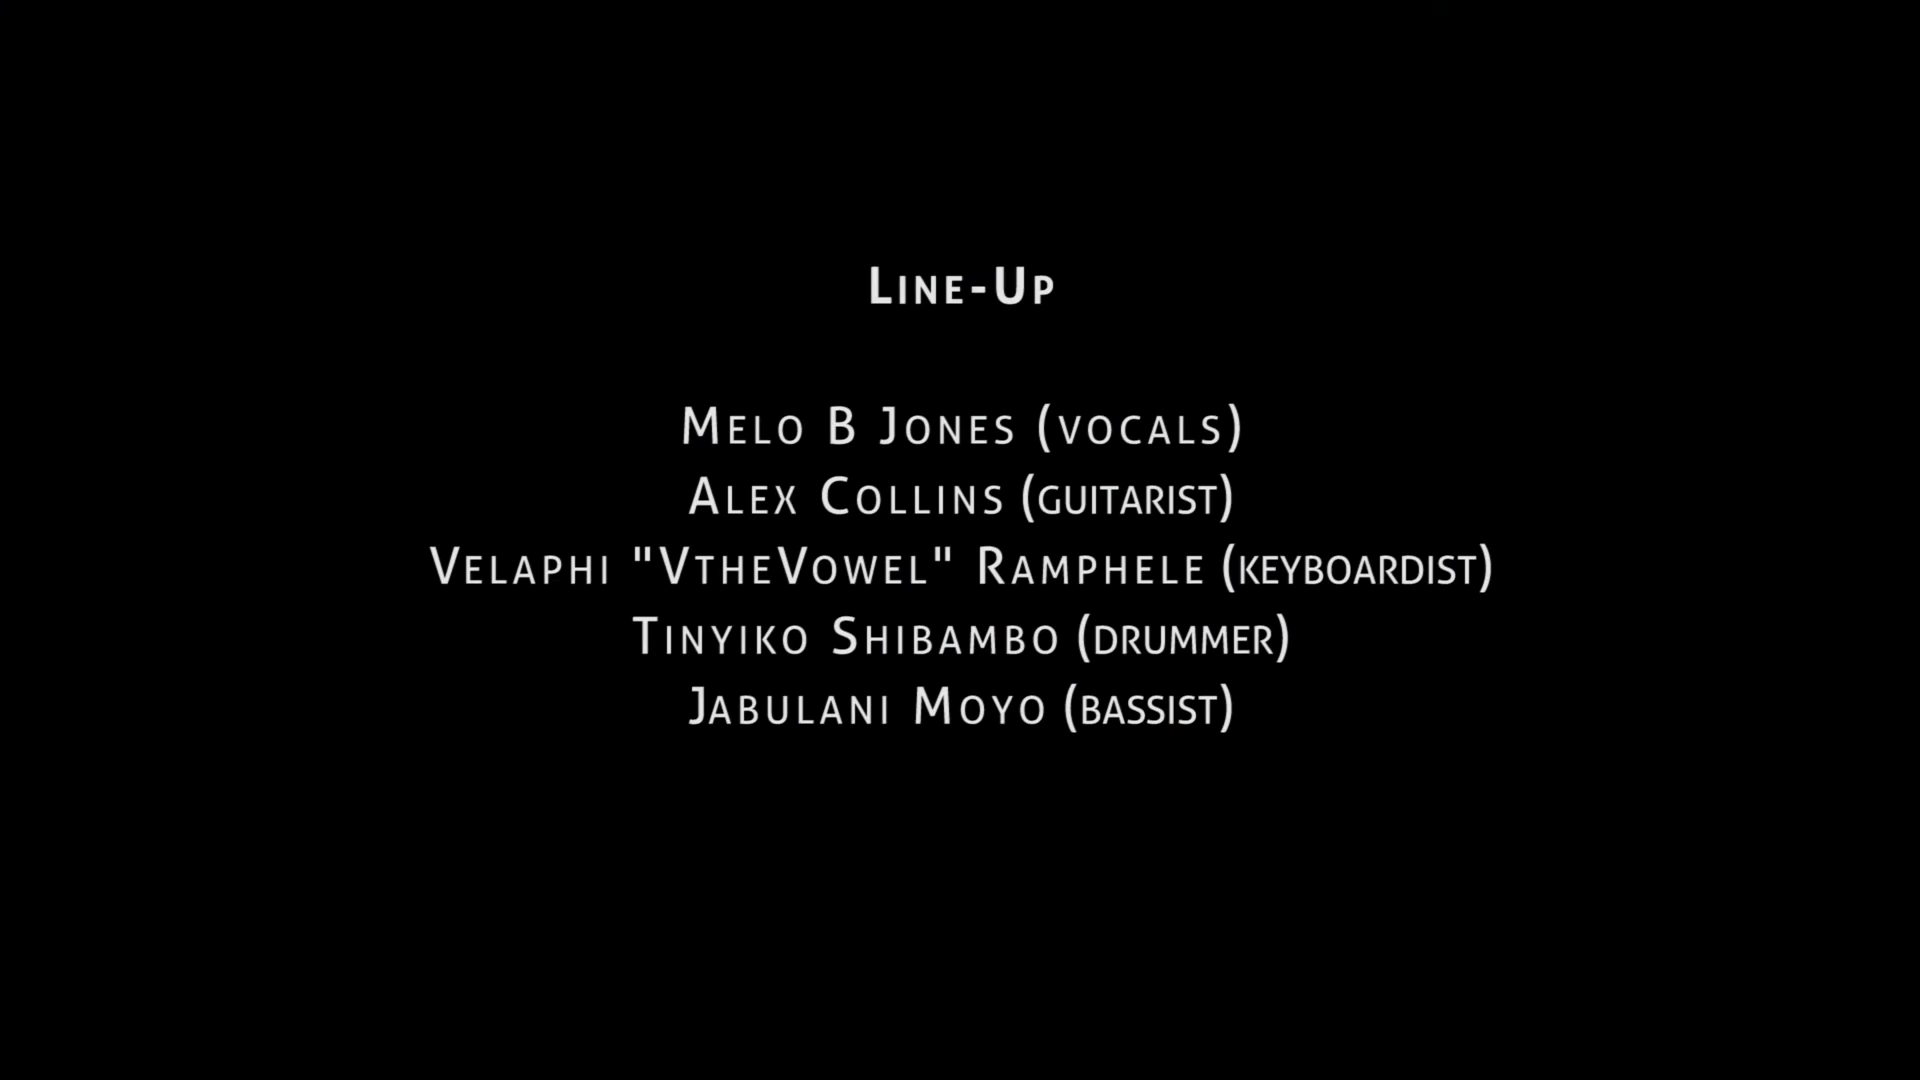 Line-Up
Melo B Jones (vocals)
Alex Collins (guitarist)
Velaphi "VtheVowel" Ramphele (keyboardist)
Tinyiko Shibambo (drummer)
Jabulani Moyo (bassist)